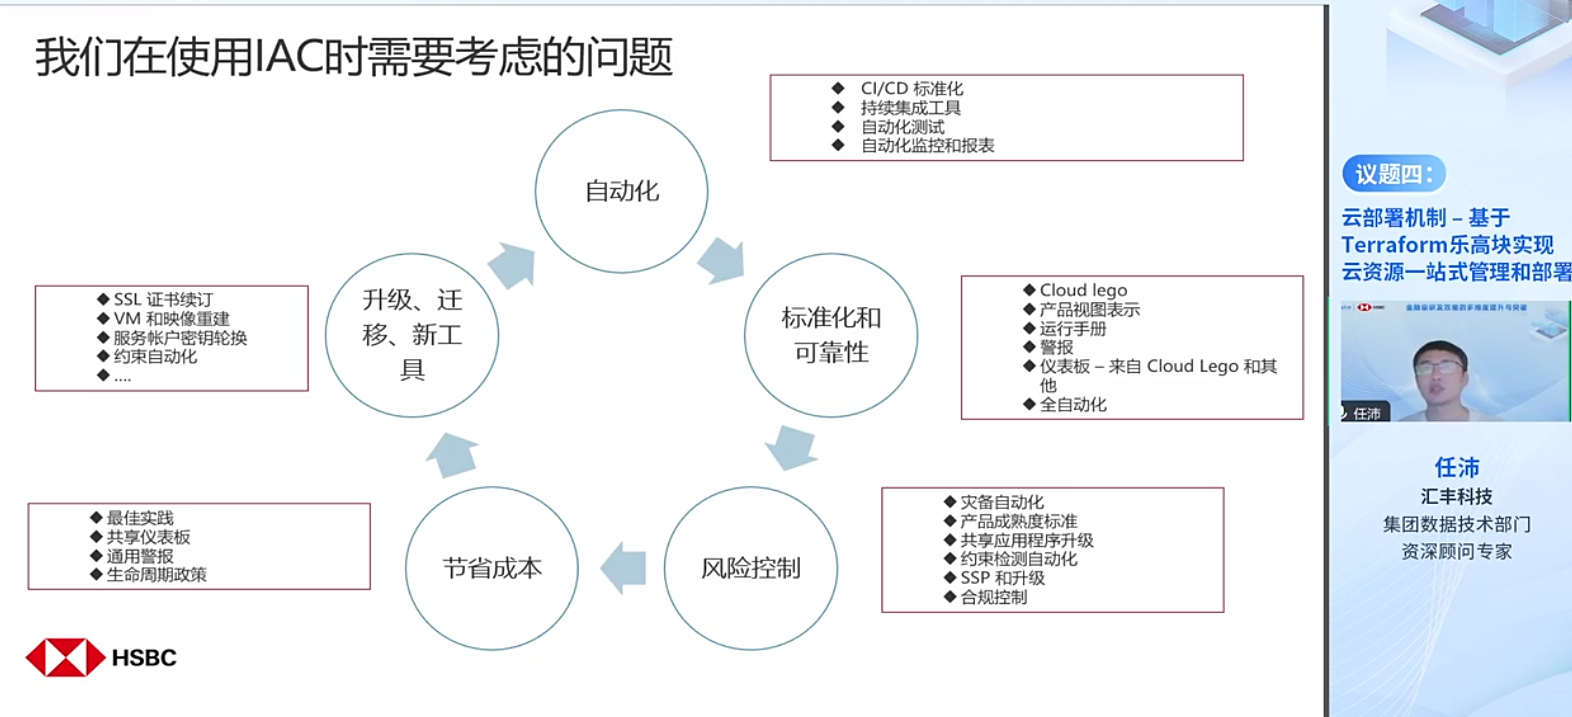 我们在使用IAC时需要考虑的问题
◆ CI/CD 标准化
◆ 持续集成工具
◆ 自动化测试
◆ 自动化监控和报表
自动化
标准化和
可靠性
◆ Cloud lego
◆ 产品视图表示
◆ 运行手册
◆ 警报
◆ 仪表板 – 来自 Cloud Lego 和其
他
◆ 全自动化
风险控制
◆ 灾备自动化
◆ 产品成熟度标准
◆ 共享应用程序升级
◆ 约束检测自动化
◆ SSP 和升级
◆ 合规控制
节省成本
◆ 最佳实践
◆ 共享仪表板
◆ 通用警报
◆ 生命周期政策
升级、迁
移、新工
具
◆ SSL 证书续订
◆ VM 和映像重建
◆ 服务帐户密钥轮换
◆ 约束自动化
◆ ....
HSBC
议题四：
云部署机制 – 基于
Terraform乐高块实现
云资源一站式管理和部署
HSBC
任沛
任沛
汇丰科技
集团数据技术部门
资深顾问专家